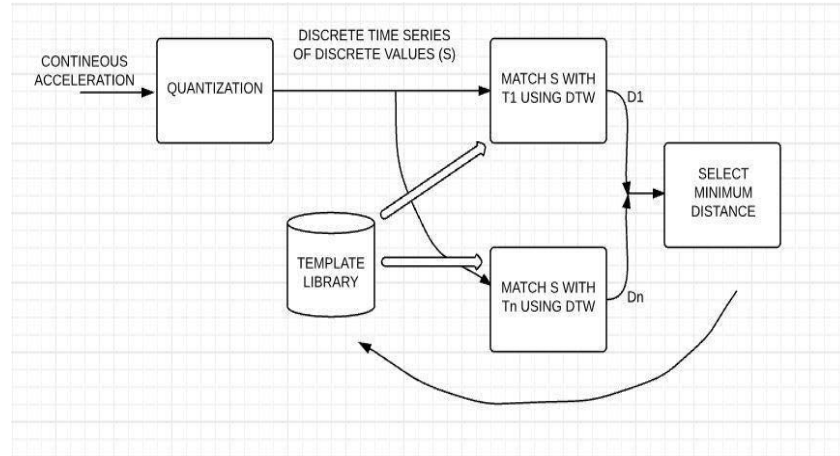 CONTINEOUS
ACCELERATION
QUANTIZATION
DISCRETE TIME SERIES
OF DISCRETE VALUES (S)
MATCH S WITH
T1 USING DTW
D1
SELECT
MINIMUM
DISTANCE
TEMPLATE
LIBRARY
MATCH S WITH
Tn USING DTW
Dn